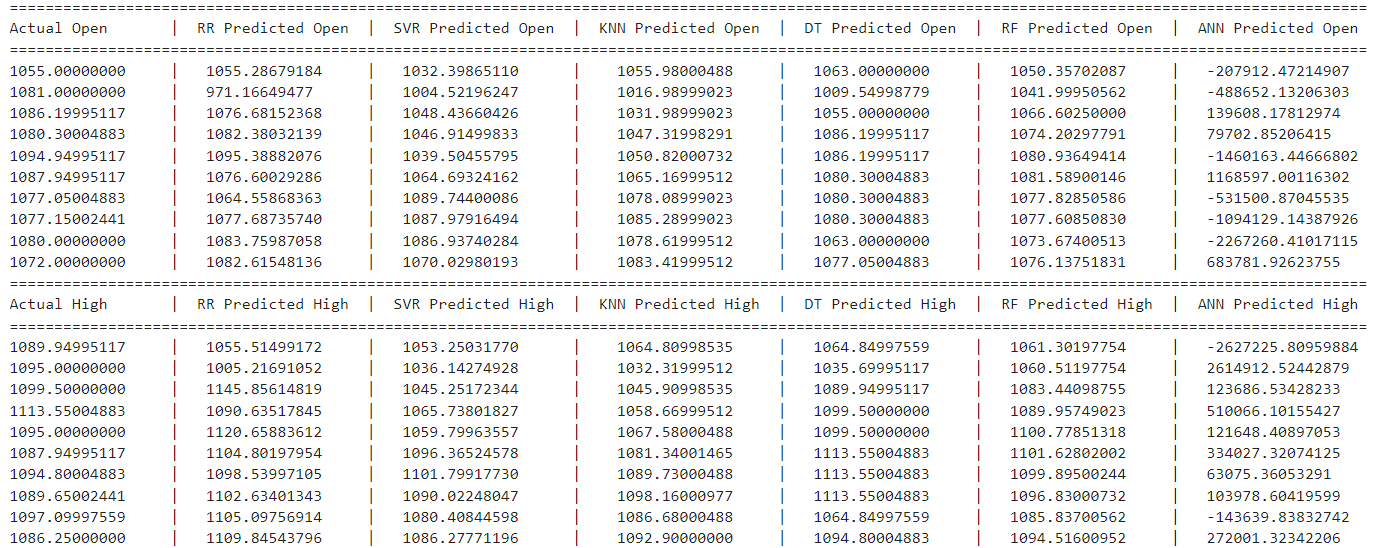 ==========
Actual Open | RR Predicted Open | SVR Predicted Open | KNN Predicted Open | DT Predicted Open | RF Predicted Open | ANN Predicted Open
==========
1055.00000000 | 1055.28679184 | 1032.39865110 | 1055.98000488 | 1063.00000000 | 1050.35702087 | -207912.47214907
1081.00000000 | 971.16649477 | 1004.52196247 | 1016.98999023 | 1009.54998779 | 1041.99950562 | -488652.13206303
1086.19995117 | 1076.68152368 | 1048.43660426 | 1031.98999023 | 1055.00000000 | 1066.60250000 | 139608.17812974
1080.30004883 | 1082.38032139 | 1046.91499833 | 1047.31998291 | 1086.19995117 | 1074.20297791 | 79702.85206415
1094.94995117 | 1095.38882076 | 1039.50455795 | 1050.82000732 | 1086.19995117 | 1080.93649414 | -1460163.44666802
1087.94995117 | 1076.60029286 | 1064.69324162 | 1065.16999512 | 1080.30004883 | 1081.58900146 | 1168597.00116302
1077.05004883 | 1064.55868363 | 1089.74400086 | 1078.08999023 | 1080.30004883 | 1077.82850586 | -531500.87045535
1077.15002441 | 1077.68735740 | 1087.97916494 | 1085.28999023 | 1080.30004883 | 1077.60850830 | -1094129.14387926
1080.00000000 | 1083.75987058 | 1086.93740284 | 1078.61999512 | 1063.00000000 | 1073.67400513 | -2267260.41017115
1072.00000000 | 1082.61548136 | 1070.02980193 | 1083.41999512 | 1077.05004883 | 1076.13751831 | 683781.92623755
==========
Actual High | RR Predicted High | SVR Predicted High | KNN Predicted High | DT Predicted High | RF Predicted High | ANN Predicted High
==========
1089.94995117 | 1055.51499172 | 1053.25031770 | 1064.80998535 | 1064.84997559 | 1061.30197754 | -2627225.80959884
1095.00000000 | 1005.21691052 | 1036.14274928 | 1032.31999512 | 1035.69995117 | 1060.51197754 | 2614912.52442879
1099.50000000 | 1145.85614819 | 1045.25172344 | 1045.90998535 | 1089.94995117 | 1083.44098755 | 123686.53428233
1113.55004883 | 1090.63517845 | 1065.73801827 | 1058.66999512 | 1099.50000000 | 1089.95749023 | 510066.10155427
1095.00000000 | 1120.65883612 | 1059.79963557 | 1067.58000488 | 1099.50000000 | 1100.77851318 | 121648.40897053
1087.94995117 | 1104.80197954 | 1096.36524578 | 1081.34001465 | 1113.55004883 | 1101.62802002 | 334027.32074125
1094.80004883 | 1098.53997105 | 1101.79917730 | 1089.73000488 | 1113.55004883 | 1099.89500244 | 63075.36053291
1089.65002441 | 1102.63401343 | 1090.02248047 | 1098.16000977 | 1113.55004883 | 1096.83000732 | 103978.60419599
1097.09997559 | 1105.09756914 | 1080.40844598 | 1086.68000488 | 1064.84997559 | 1085.83700562 | -143639.83832742
1086.25000000 | 1109.84543796 | 1086.27771196 | 1092.90000000 | 1094.80004883 | 1094.51600952 | 272001.32342206